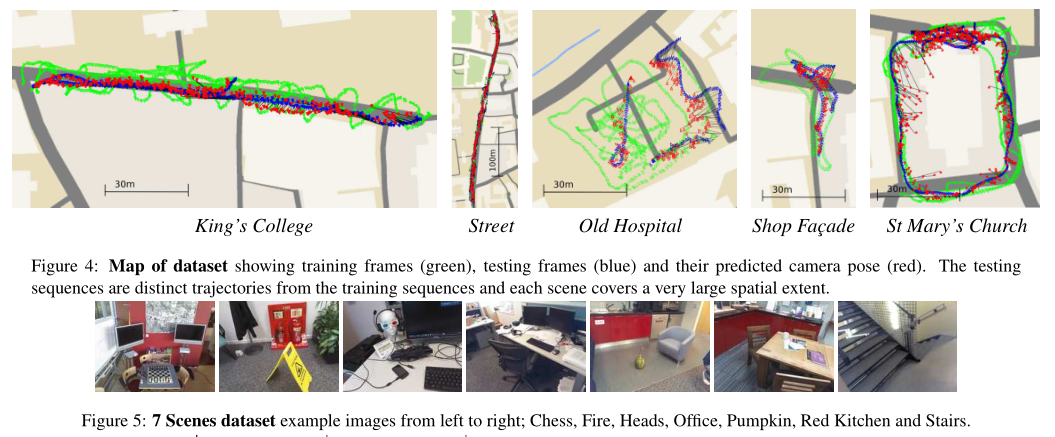 30m
100m
30m
30m
30m
King's College
Street
Old Hospital
Shop Façade
St Mary's Church
Figure 4: Map of dataset showing training frames (green), testing frames (blue) and their predicted camera pose (red). The testing
sequences are distinct trajectories from the training sequences and each scene covers a very large spatial extent.
Figure 5: 7 Scenes dataset example images from left to right; Chess, Fire, Heads, Office, Pumpkin, Red Kitchen and Stairs.